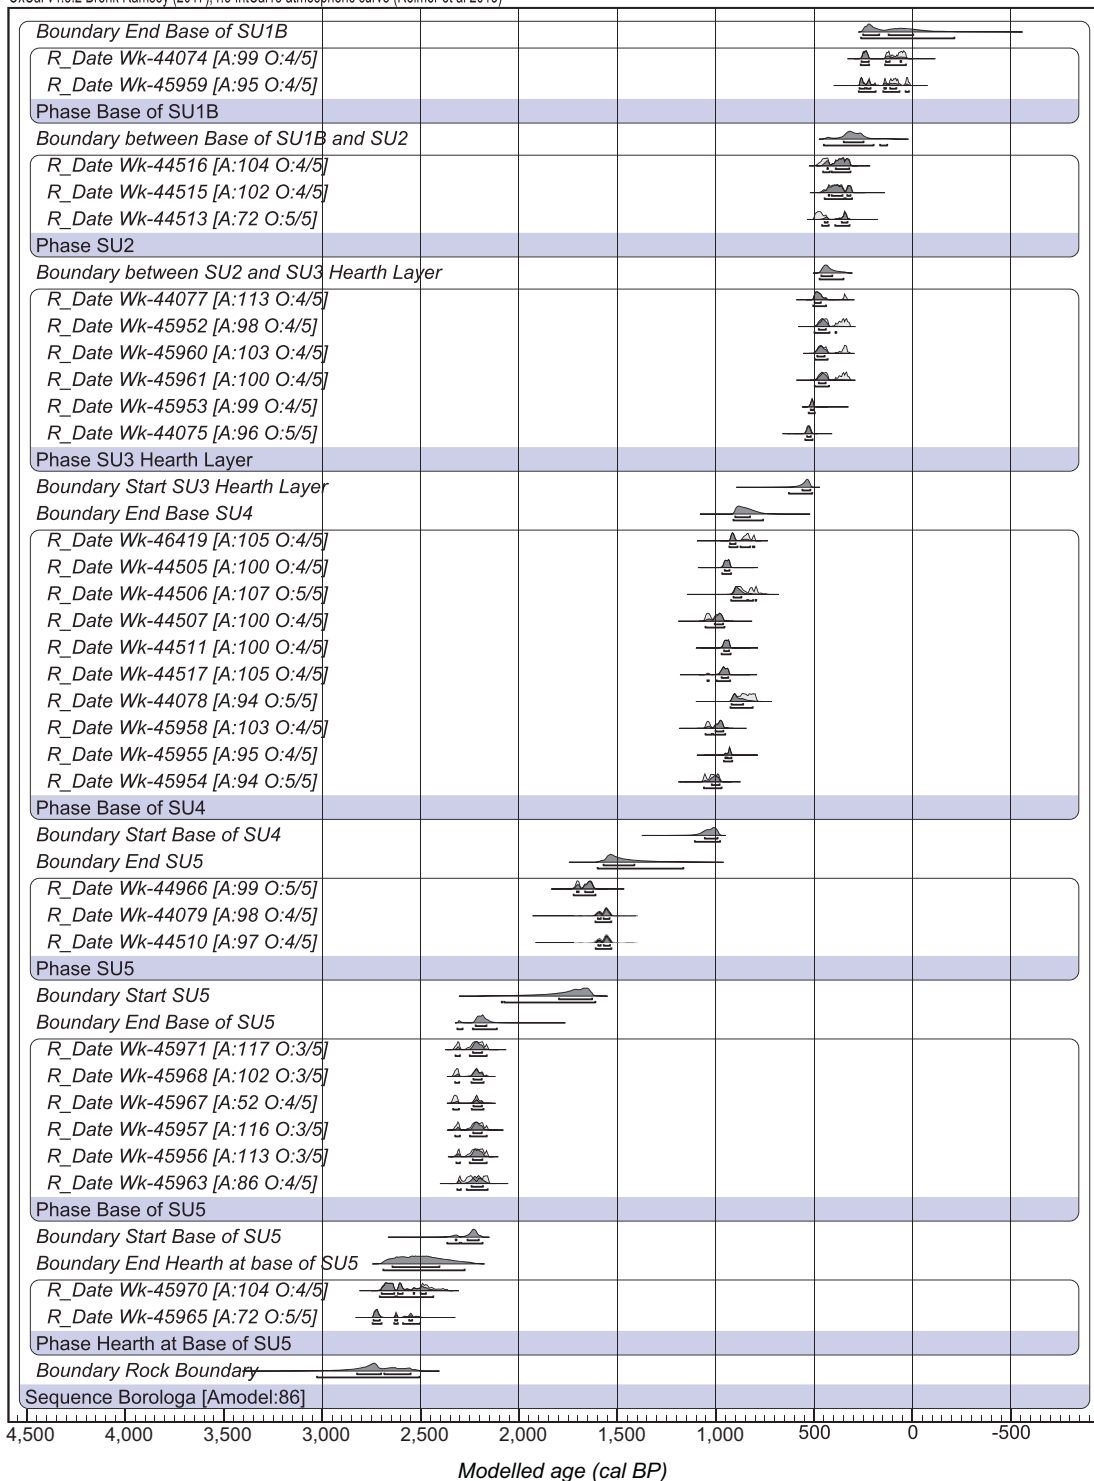 Boundary End Base of SU1B
R_Date Wk-44074 [A:99 O:4/5]
R_Date Wk-45959 [A:95 O:4/5]
Phase Base of SU1B
Boundary between Base of SU1B and SU2
R_Date Wk-44516 [A:104 O:4/5]
R_Date Wk-44515 [A:102 O:4/5]
R_Date Wk-44513 [A:72 O:5/5]
Phase SU2
Boundary between SU2 and SU3 Hearth Layer
R_Date Wk-44077 [A:113 O:4/5]
R_Date Wk-45952 [A:98 O:4/5]
R_Date Wk-45960 [A:103 O:4/5]
R_Date Wk-45961 [A:100 O:4/5]
R_Date Wk-45953 [A:99 O:4/5]
R_Date Wk-44075 [A:96 O:5/5]
Phase SU3 Hearth Layer
Boundary Start SU3 Hearth Layer
Boundary End Base SU4
R_Date Wk-46419 [A:105 O:4/5]
R_Date Wk-44505 [A:100 O:4/5]
R_Date Wk-44506 [A:107 O:5/5]
R_Date Wk-44507 [A:100 O:4/5]
R_Date Wk-44511 [A:100 O:4/5]
R_Date Wk-44517 [A:105 O:4/5]
R_Date Wk-44078 [A:94 O:5/5]
R_Date Wk-45958 [A:103 O:4/5]
R_Date Wk-45955 [A:95 O:4/5]
R_Date Wk-45954 [A:94 O:5/5]
Phase Base of SU4
Boundary Start Base of SU4
Boundary End SU5
R_Date Wk-44966 [A:99 O:5/5]
R_Date Wk-44079 [A:98 O:4/5]
R_Date Wk-44510 [A:97 O:4/5]
Phase SU5
Boundary Start SU5
Boundary End Base of SU5
R_Date Wk-45971 [A:117 O:3/5]
R_Date Wk-45968 [A:102 O:3/5]
R_Date Wk-45967 [A:52 O:4/5]
R_Date Wk-45957 [A:116 O:3/5]
R_Date Wk-45956 [A:113 O:3/5]
R_Date Wk-45963 [A:86 O:4/5]
Phase Base of SU5
Boundary Start Base of SU5
Boundary End Hearth at base of SU5
R_Date Wk-45970 [A:104 O:4/5]
R_Date Wk-45965 [A:72 O:5/5]
Phase Hearth at Base of SU5
Boundary Rock Boundary
Sequence Borologa [Amodel:86]
4,500 4,000 3,500 3,000 2,500 2,000 1,500 1,000 500 0 -500
Modelled age (cal BP)